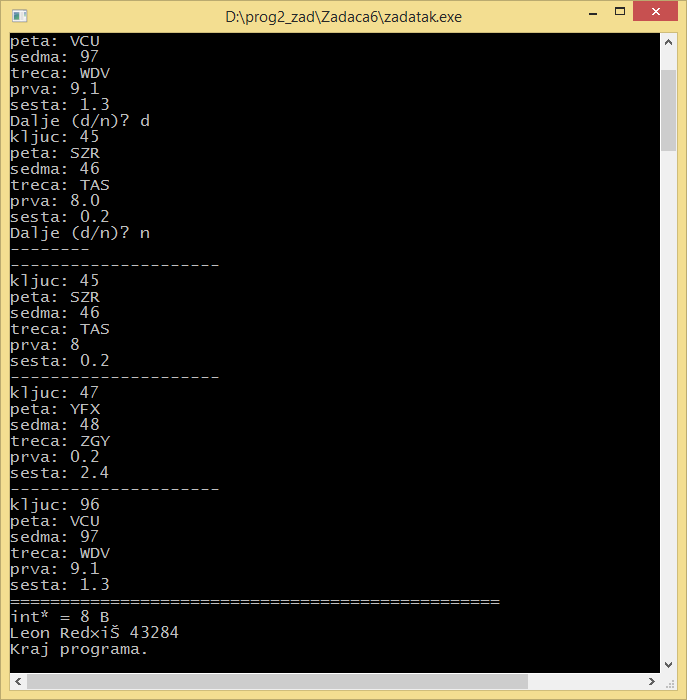 D:\prog2_zad\Zadaca6\zadatak.exe
peta: VCU
sedma: 97
treca: WDV
prva: 9.1
sesta: 1.3
Dalje (d/n)? d
kljuc: 45
peta: SZR
sedma: 46
treca: TAS
prva: 8.0
sesta: 0.2
Dalje (d/n)? n
--------
---------------------
kljuc: 45
peta: SZR
sedma: 46
treca: TAS
prva: 8
sesta: 0.2
---------------------
kljuc: 47
peta: YFX
sedma: 48
treca: ZGY
prva: 0.2
sesta: 2.4
---------------------
kljuc: 96
peta: VCU
sedma: 97
treca: WDV
prva: 9.1
sesta: 1.3
=================================================
int* = 8 B
Leon Red×iŠ 43284
Kraj programa.